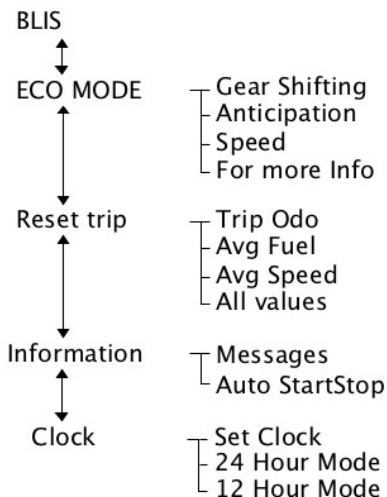 BLIS
ECO MODE
Gear Shifting
Anticipation
Speed
For more Info
Reset trip
Trip Odo
Avg Fuel
Avg Speed
All values
Information
Messages
Auto StartStop
Clock
Set Clock
24 Hour Mode
12 Hour Mode